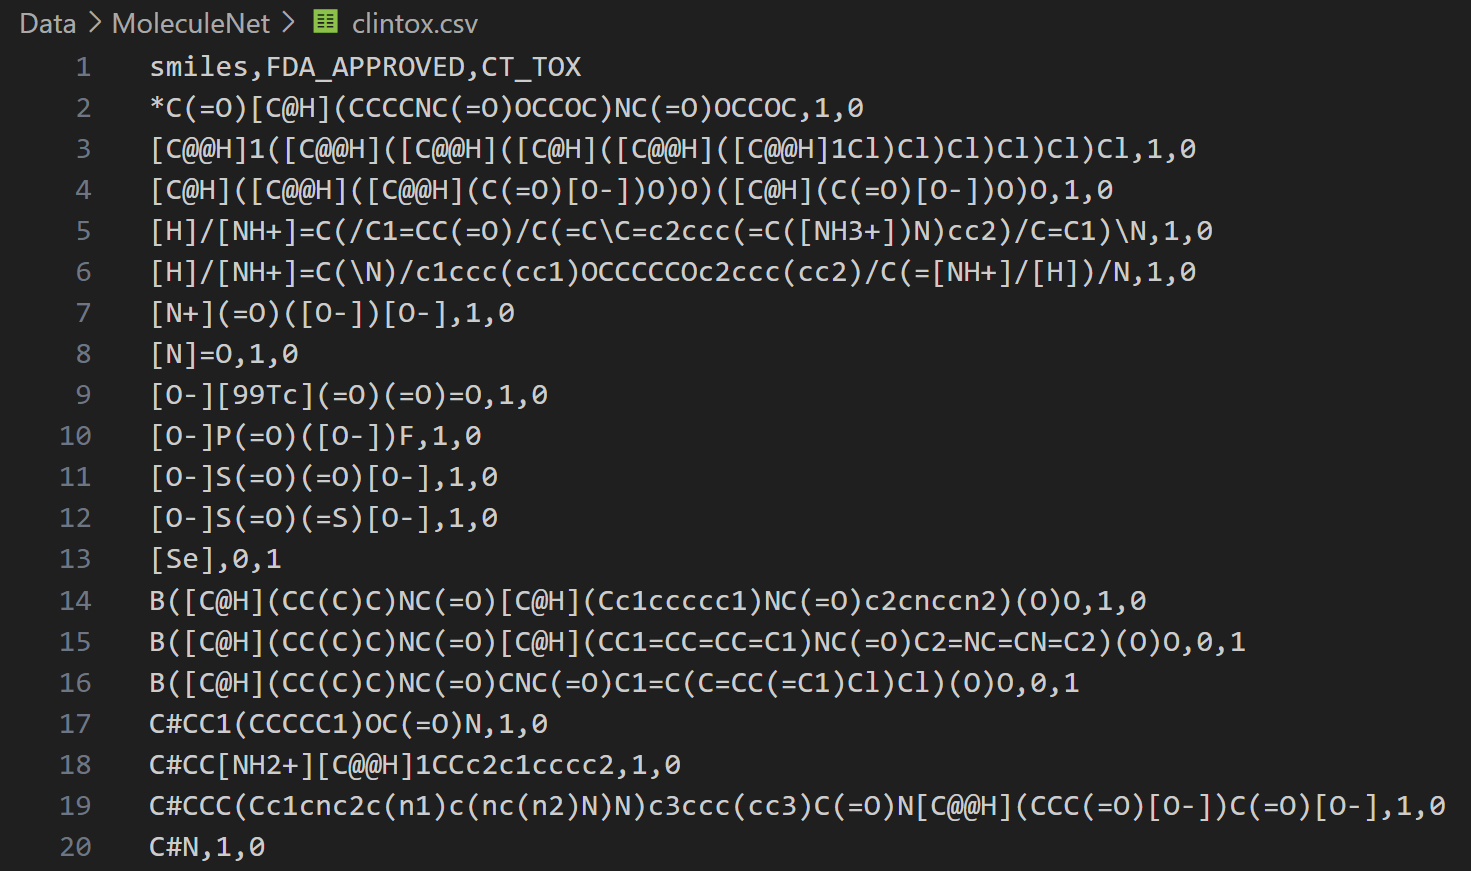 Data > MoleculeNet > clintox.csv
1 smiles,FDA_APPROVED,CT_TOX
2 *C(=O)[C@H](CCCCNC(=O)OCCOC)NC(=O)OCCOC,1,0
3 [C@@H]1([C@@H]([C@@H]([C@H]([C@@H]([C@@H]1Cl)Cl)Cl)Cl)Cl)Cl,1,0
4 [C@H]([C@@H]([C@@H](C(=O)[O-])O)O)([C@H](C(=O)[O-])O)O,1,0
5 [H]/[NH+]=C(/C1=CC(=O)/C(=C\C=c2ccc(=C([NH3+])N)cc2)/C=C1)\N,1,0
6 [H]/[NH+]=C(\N)/c1ccc(cc1)OCCCCCOc2ccc(cc2)/C(=[NH+]/[H])/N,1,0
7 [N+](=O)([O-])[O-],1,0
8 [N]=O,1,0
9 [O-][99Tc](=O)(=O)=O,1,0
10 [O-]P(=O)([O-])F,1,0
11 [O-]S(=O)(=O)[O-],1,0
12 [O-]S(=O)(=S)[O-],1,0
13 [Se],0,1
14 B([C@H](CC(C)C)NC(=O)[C@H](Cc1ccccc1)NC(=O)c2cnccn2)(O)O,1,0
15 B([C@H](CC(C)C)NC(=O)[C@H](CC1=CC=CC=C1)NC(=O)C2=NC=CN=C2)(O)O,0,1
16 B([C@H](CC(C)C)NC(=O)CNC(=O)C1=C(C=CC(=C1)Cl)Cl)(O)O,0,1
17 C#CC1(CCCCC1)OC(=O)N,1,0
18 C#CC[NH2+][C@@H]1CCc2c1cccc2,1,0
19 C#CCC(Cc1cnc2c(n1)c(nc(n2)N)N)c3ccc(cc3)C(=O)N[C@@H](CCC(=O)[O-])C(=O)[O-],1,0
20 C#N,1,0